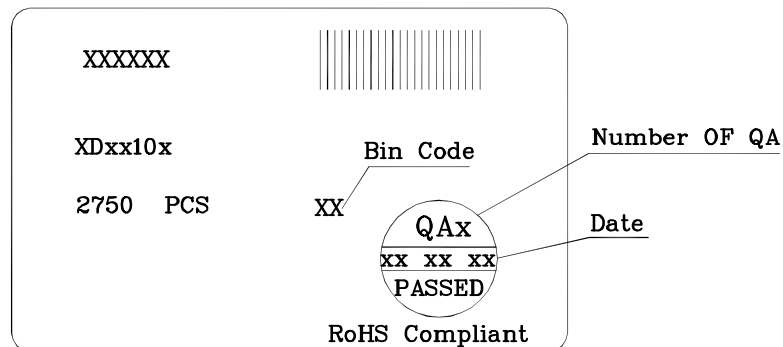 XXXXXX
XDxx10x
Bin Code
Number OF QA
2750 PCS
XX
QAx
Date
xx xx xx
PASSED
RoHS Compliant